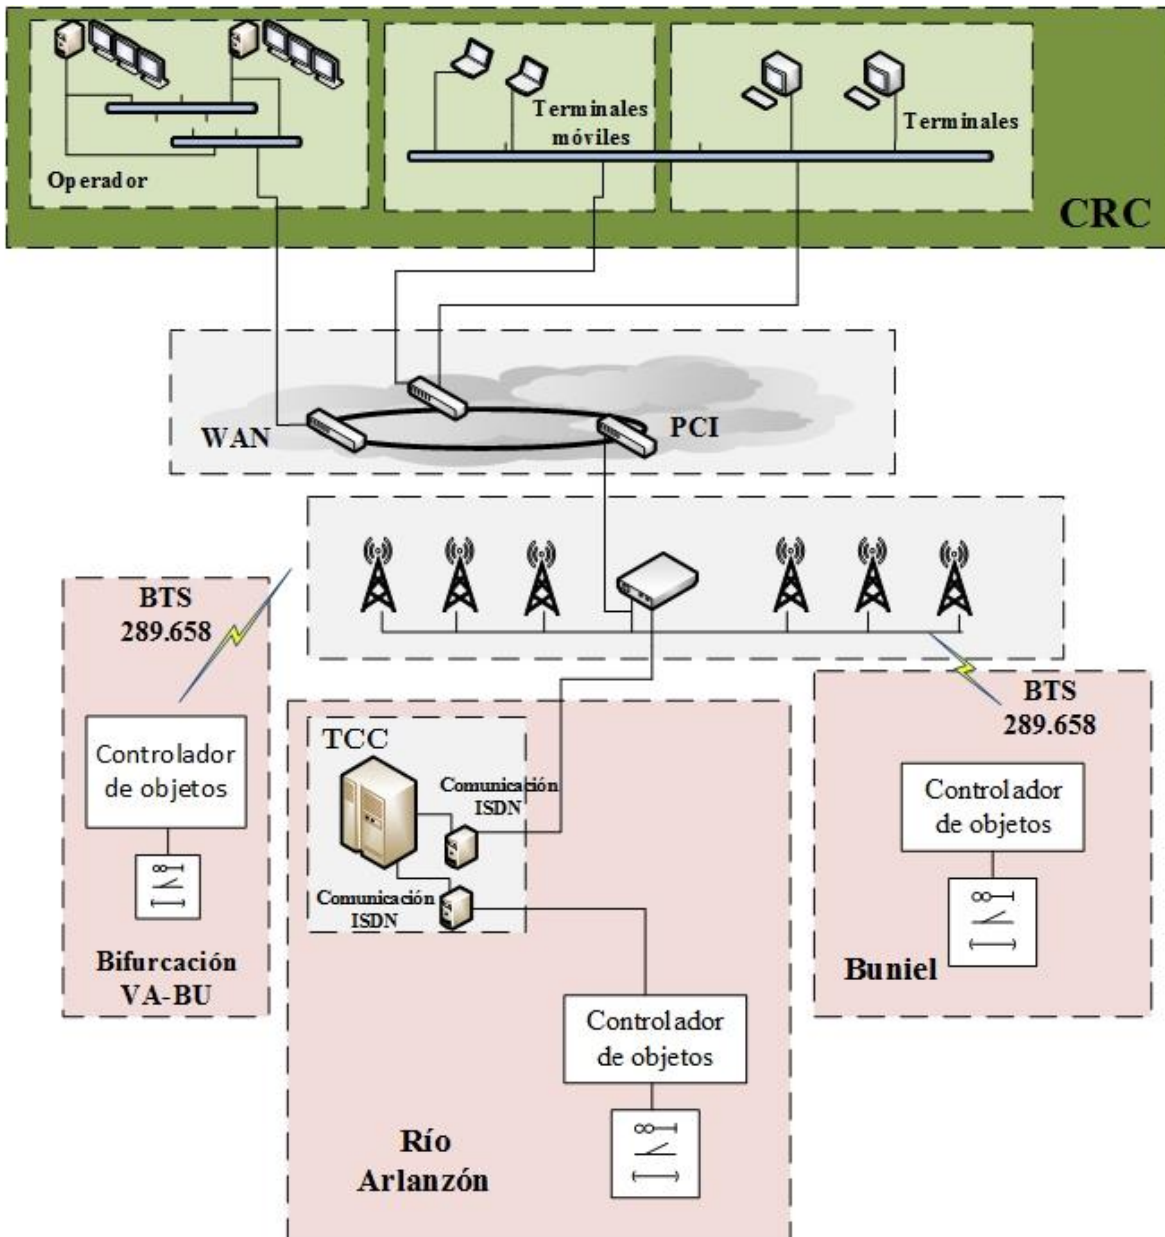 Operador
Terminales
móviles
Terminales
CRC
WAN
PCI
BTS
289.658
Controlador
de objetos
Bifurcación
VA-BU
TCC
Comunicación
ISDN
Comunicación
ISDN
Controlador
de objetos
Río
Arlanzón
BTS
289.658
Controlador
de objetos
Buniel